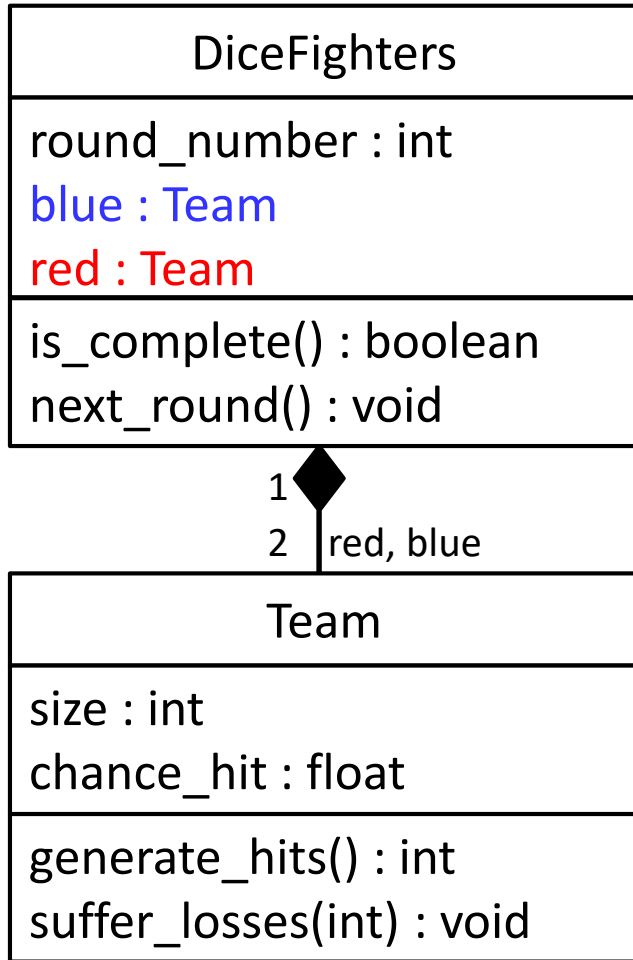 DiceFighters
round_number : int
blue : Team
red : Team
is_complete() : boolean
next_round() : void
1
2 red, blue
Team
size : int
chance_hit : float
generate_hits() : int
suffer_losses(int) : void